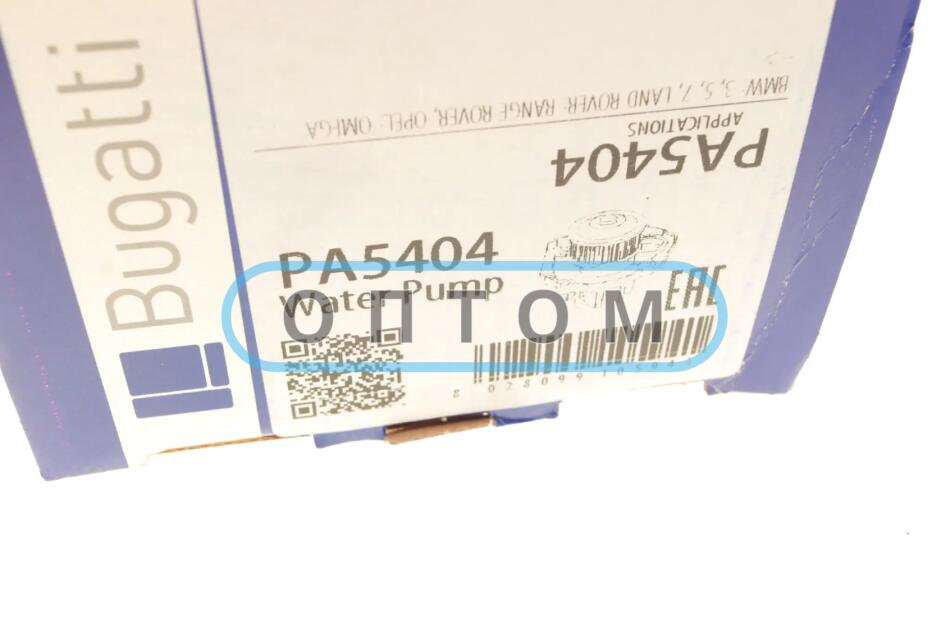 Bugatti
BMW: 3, 5, 7, LAND ROVER: RANGE ROVER, OPEL: OMEGA
APPLICATIONS
PA5404
PA5404
Water Pump
EAC
ОПТОМ